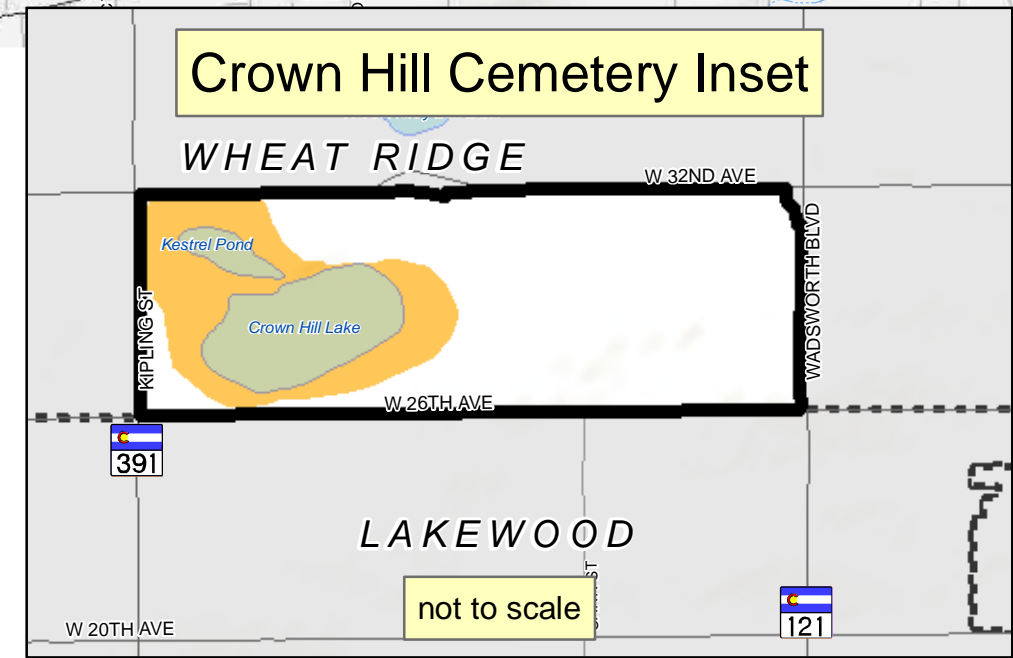 Crown Hill Cemetery Inset
WHEAT RIDGE
W 32ND AVE
Kestrel Pond
WADSWORTH BLVD
KIPLING ST
Crown Hill Lake
W 26TH AVE
391
LAKEWOOD
not to scale
ST
121
W 20TH AVE